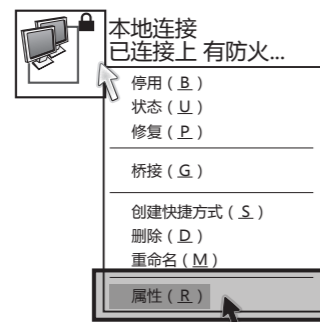 本地连接
已连接上 有防火...
停用 ( B )
状态 ( U )
修复 ( P )
桥接 ( G )
创建快捷方式 ( S )
删除 ( D )
重命名 ( M )
属性 ( R )